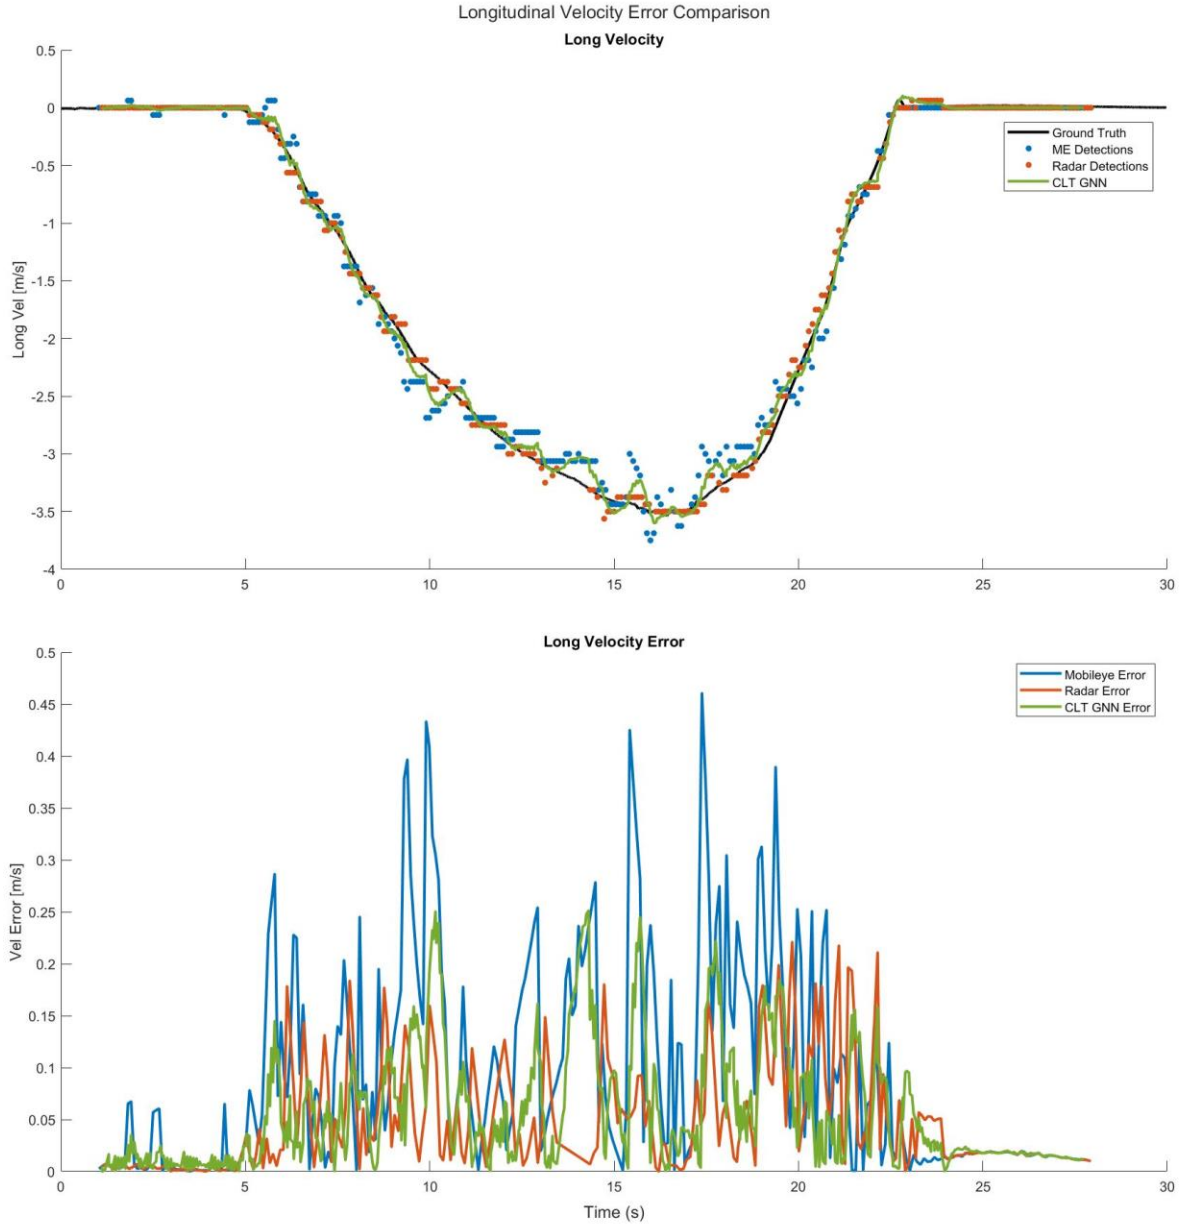 Longitudinal Velocity Error Comparison
Long Velocity
0.5
0
-0.5
-1
-1.5
-2
-2.5
-3
-3.5
-4
Long Vel [m/s]
Ground Truth
ME Detections
Radar Detections
CLT GNN
0 5 10 15 20 25 30
Long Velocity Error
0.5
0.45
0.4
0.35
0.3
0.25
0.2
0.15
0.1
0.05
0
Vel Error [m/s]
Mobileye Error
Radar Error
CLT GNN Error
0 5 10 15 20 25 30
Time (s)